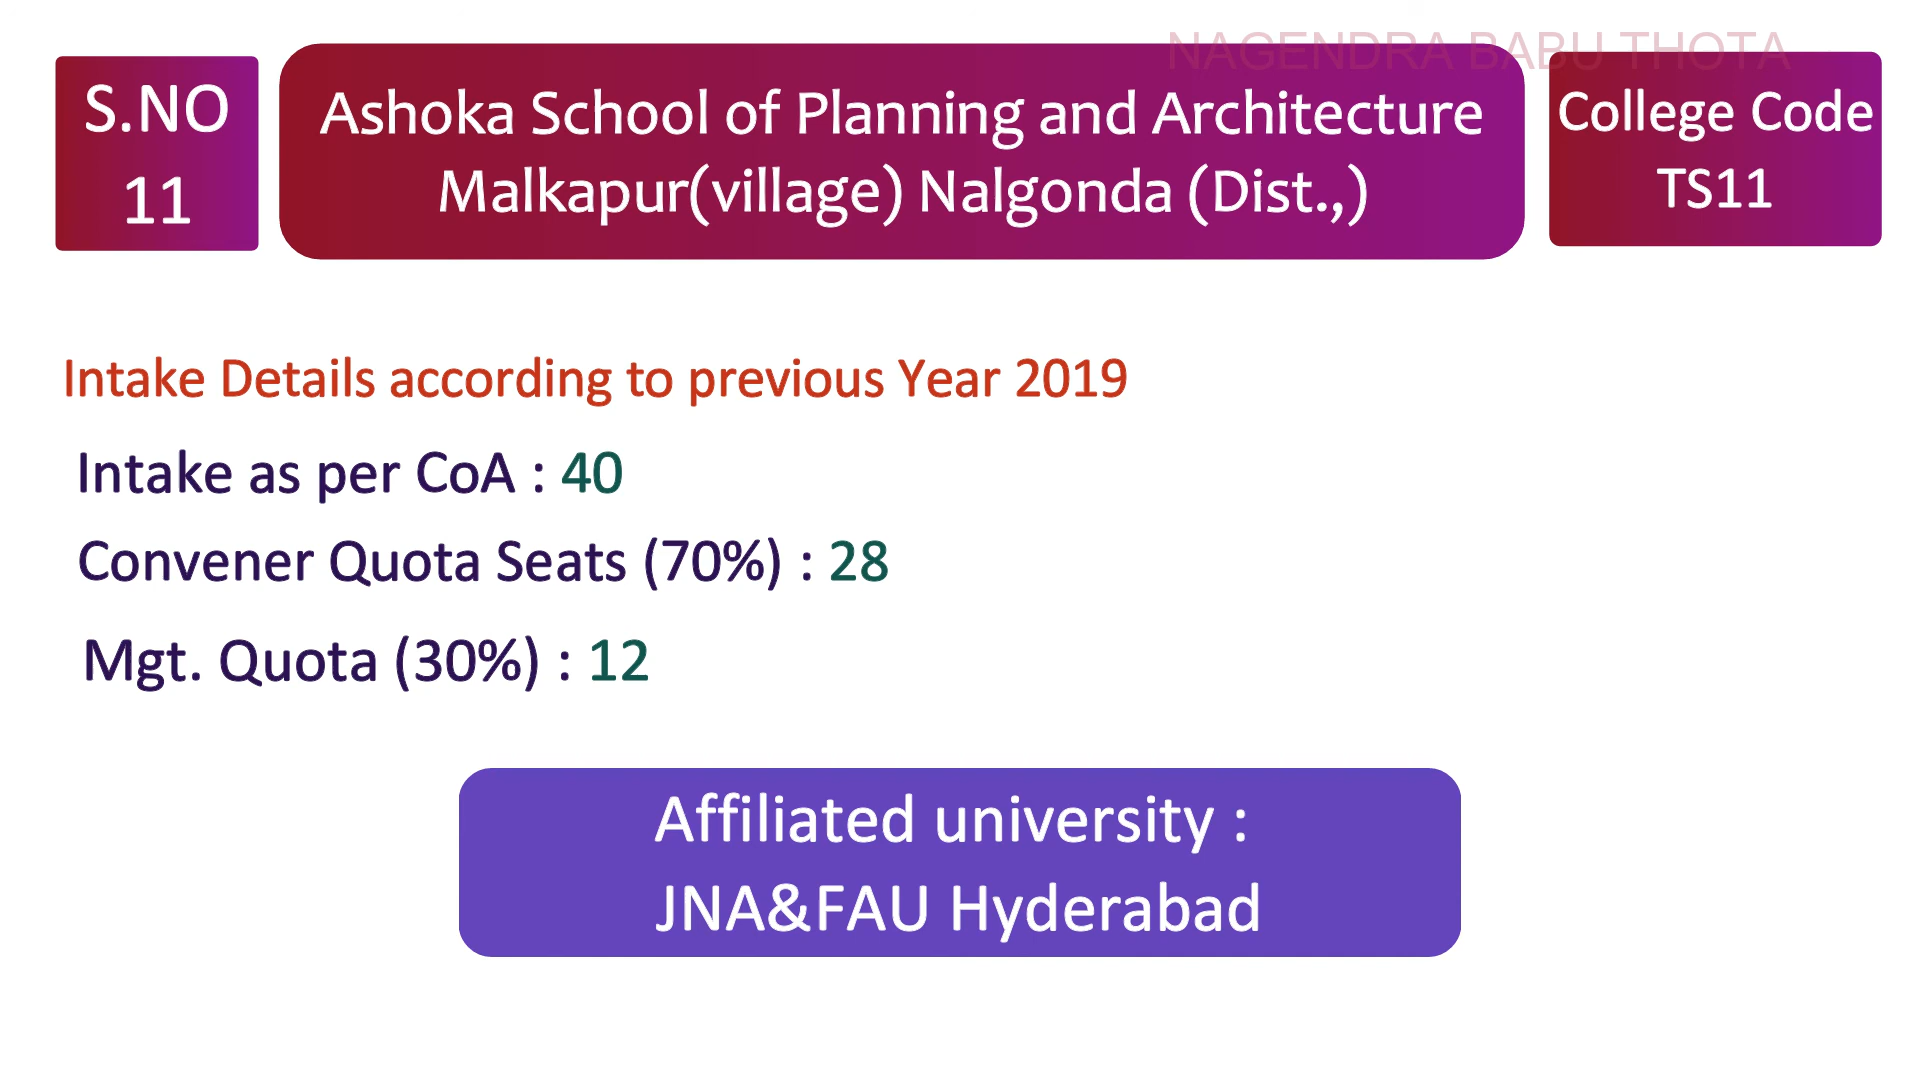 NAGENDRA BABU THOTA
S.NO
11
Ashoka School of Planning and Architecture
Malkapur(village) Nalgonda (Dist.,)
College Code
TS11
Intake Details according to previous Year 2019
Intake as per CoA : 40
Convener Quota Seats (70%) : 28
Mgt. Quota (30%) : 12
Affiliated university :
JNA&FAU Hyderabad